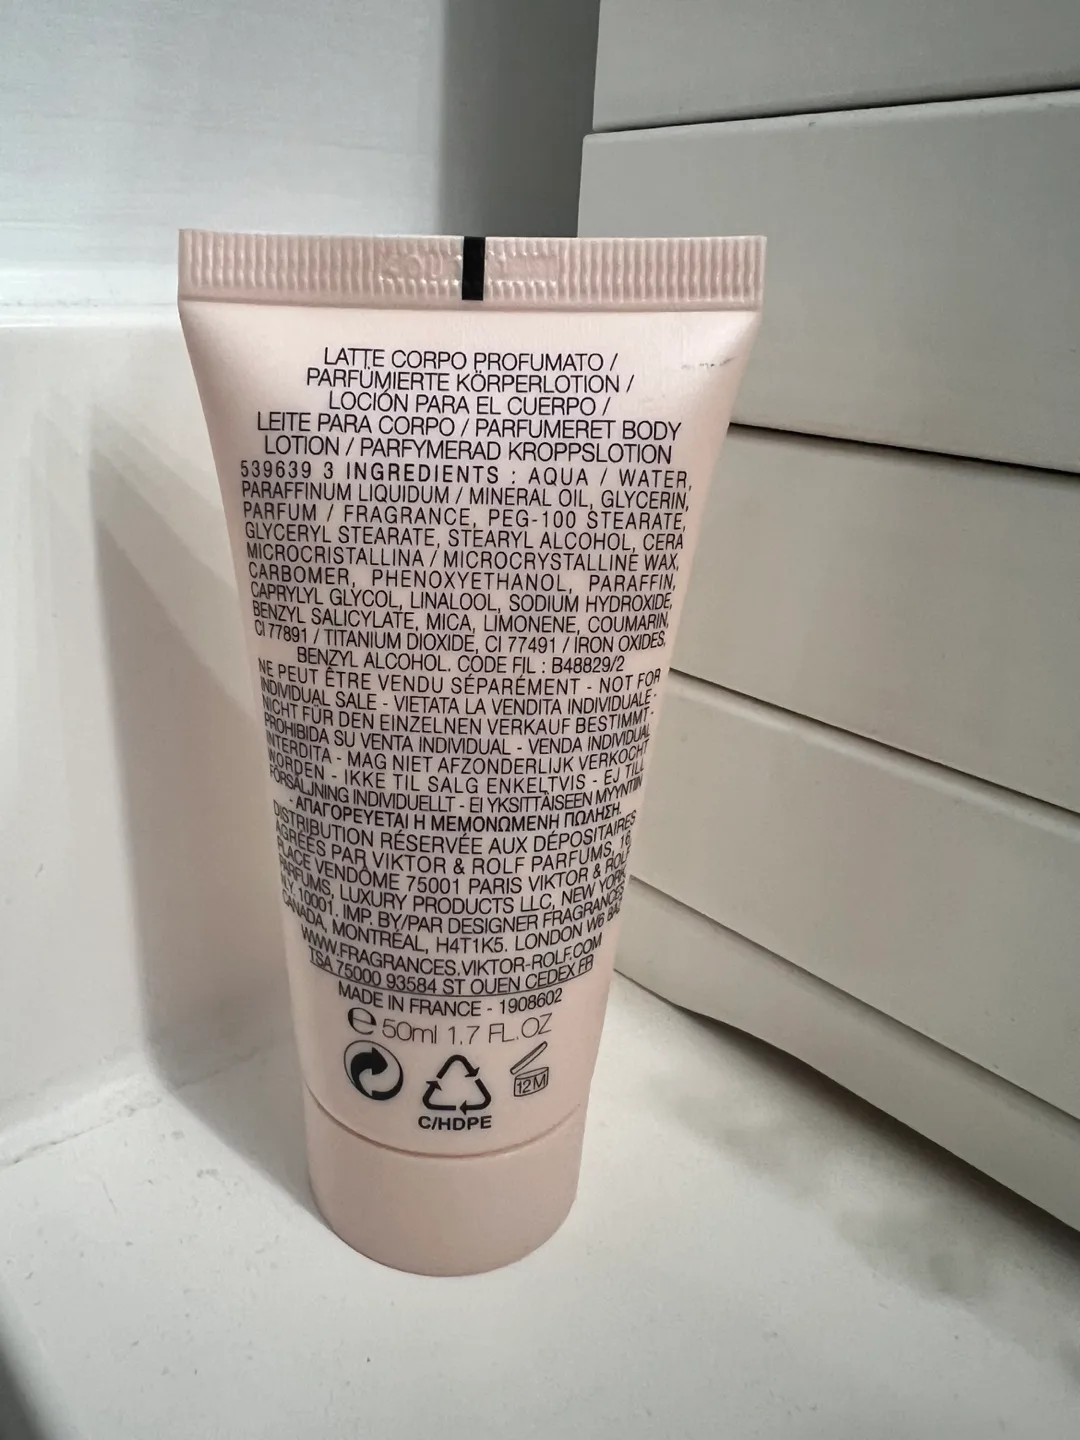 LATTE CORPO PROFUMATO /
PARFÜMIERTE KÖRPERLOTION /
LOCIÓN PARA EL CUERPO /
LEITE PARA CORPO / PARFUMERET BODY
LOTION / PARFYMERAD KROPPSLOTION
539639 3 INGREDIENTS : AQUA / WATER,
PARAFFINUM LIQUIDUM / MINERAL OIL, GLYCERIN,
PARFUM / FRAGRANCE, PEG-100 STEARATE,
GLYCERYL STEARATE, STEARYL ALCOHOL, CERA
MICROCRISTALLINA / MICROCRYSTALLINE WAX,
CARBOMER, PHENOXYETHANOL, PARAFFIN,
CAPRYLYL GLYCOL, LINALOOL, SODIUM HYDROXIDE,
BENZYL SALICYLATE, MICA, LIMONENE, COUMARIN,
CI 77891 / TITANIUM DIOXIDE, CI 77491 / IRON OXIDES,
BENZYL ALCOHOL. CODE FIL : B48829/2
NE PEUT ÊTRE VENDU SÉPARÉMENT - NOT FOR
INDIVIDUAL SALE - VIETATA LA VENDITA INDIVIDUALE -
NICHT FÜR DEN EINZELNEN VERKAUF BESTIMMT -
PROHIBIDA SU VENTA INDIVIDUAL - VENDA INDIVIDUAL
INTERDITA - MAG NIET AFZONDERLIJK VERKOCHT
WORDEN - IKKE TIL SALG ENKELTVIS - EJ TILL
FÖRSÄLJNING INDIVIDUELLT - EI YKSITTÄISEEN MYYNTIIN
- ΑΠΑΓΟΡΕΥΕΤΑΙ Η ΜΕΜΟΝΩΜΕΝΗ ΠΩΛΗΣΗ.
DISTRIBUTION RÉSERVÉE AUX DÉPOSITAIRES
AGRÉÉS PAR VIKTOR & ROLF PARFUMS, 16
PLACE VENDÔME 75001 PARIS VIKTOR & ROLF
PARFUMS, LUXURY PRODUCTS LLC, NEW YORK,
N.Y. 10001. IMP. BY/PAR DESIGNER FRAGRANCES
CANADA, MONTRÉAL, H4T1K5. LONDON W6 8AZ
WWW.FRAGRANCES.VIKTOR-ROLF.COM
TSA 75000 93584 ST OUEN CEDEX FR
MADE IN FRANCE - 1908602
e 50ml 1.7 FL.OZ
12M
C/HDPE